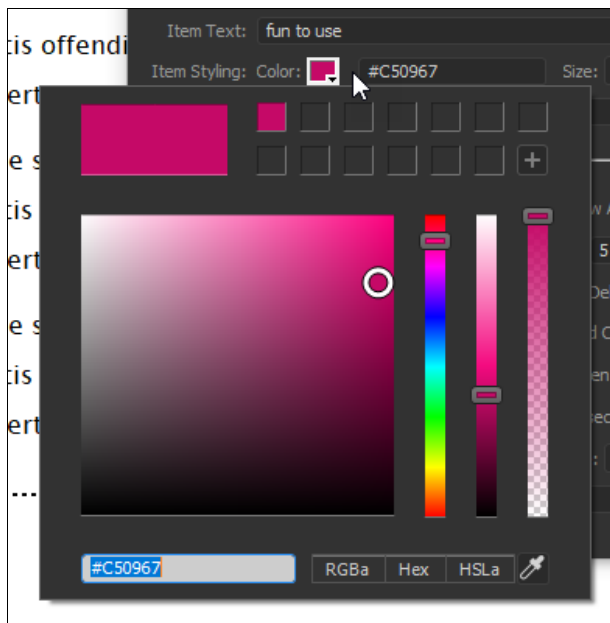 Item Text: fun to use
tis offendi
Item Styling: Color: #C50967 Size:
ert
e s
tis
5
ert
e s
tis
ert
#C50967 RGBa Hex HSLa